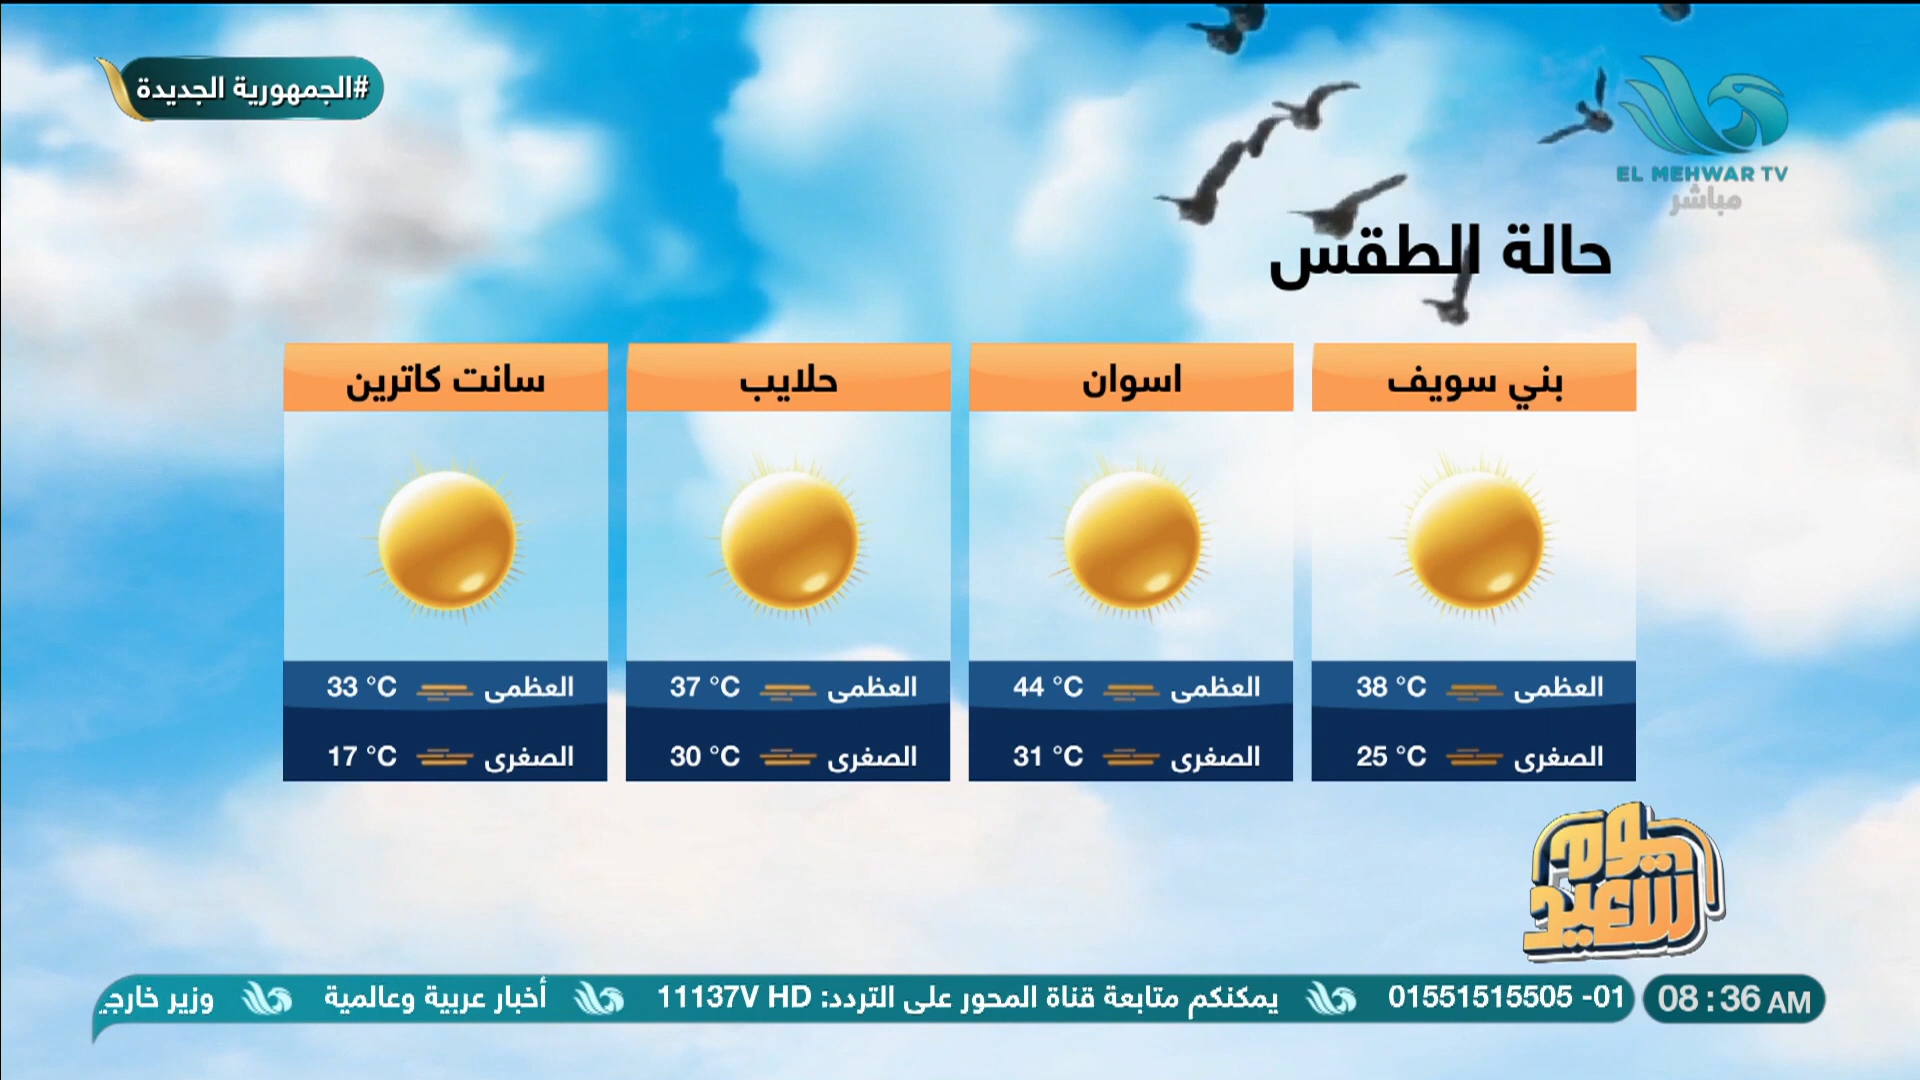 #الجمهورية الجديدة
EL MEHWAR TV
مباشر
حالة الطقس
بني سويف
العظمى 38 °C
الصغرى 25 °C
اسوان
العظمى 44 °C
الصغرى 31 °C
حلايب
العظمى 37 °C
الصغرى 30 °C
سانت كاترين
العظمى 33 °C
الصغرى 17 °C
يوم
سعيد
08:36 AM
01551515505 -01 يمكنكم متابعة قناة المحور على التردد: 11137V HD أخبار عربية وعالمية وزير خارجي